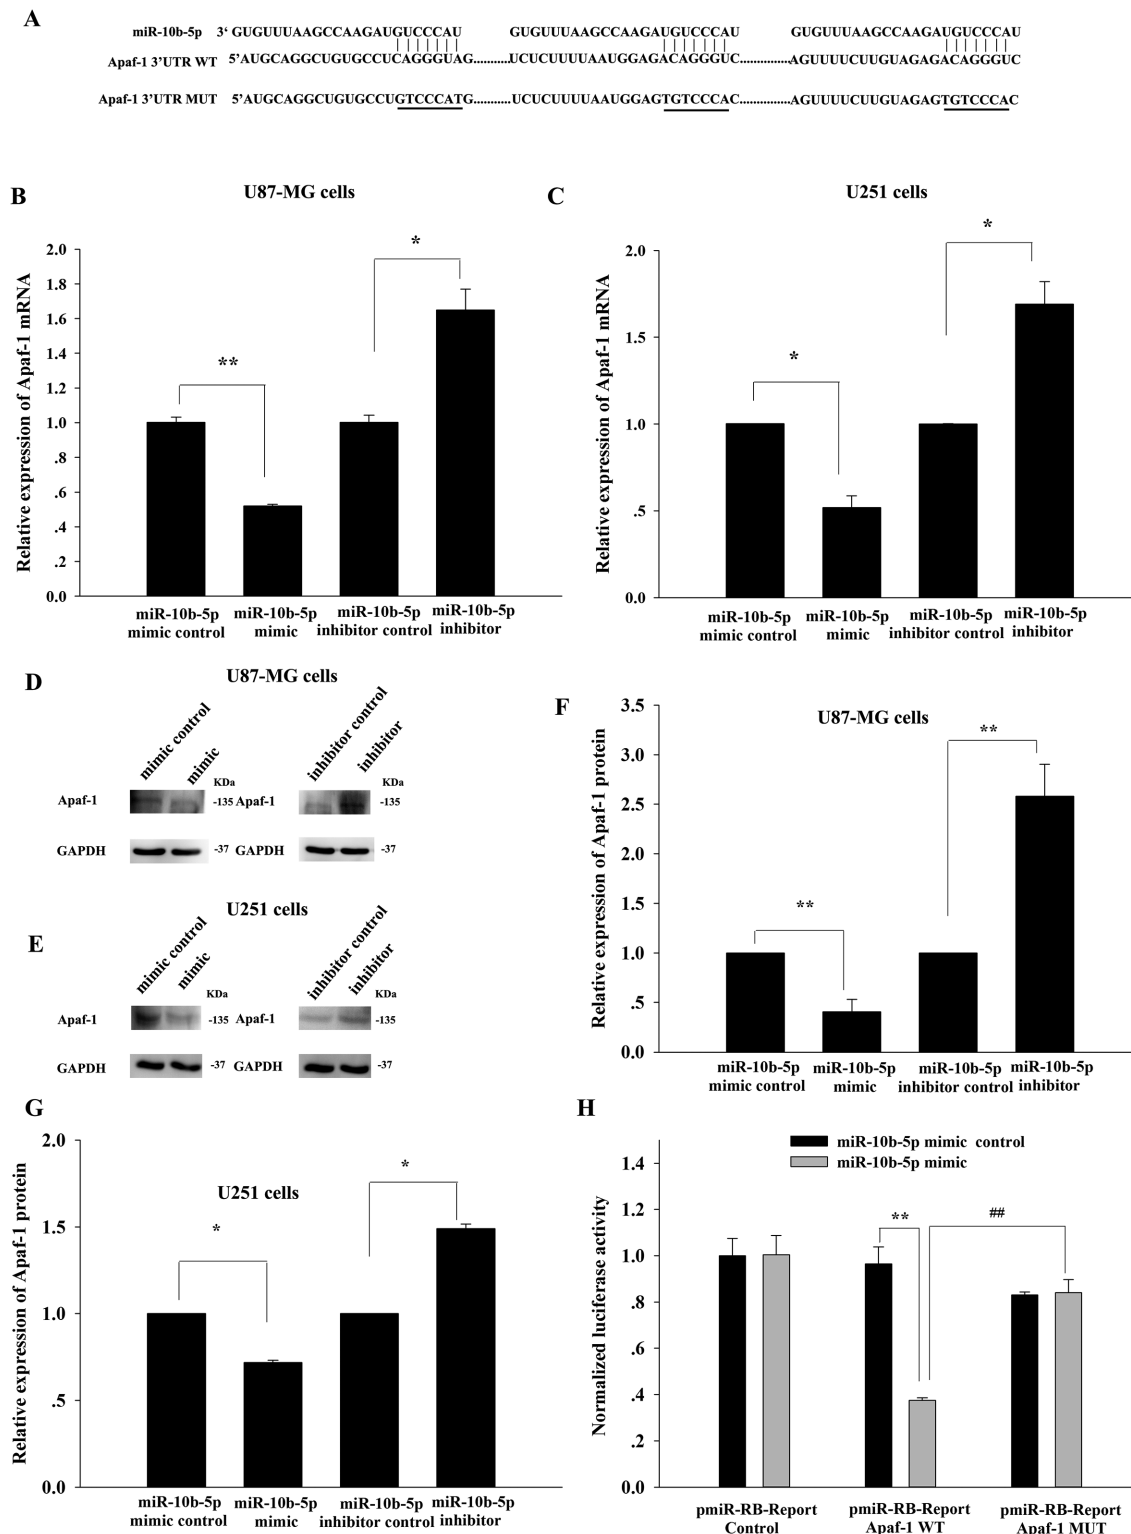 A
miR-10b-5p 3‘ GUGUUUAAGCCAAGAUGUCCCAU GUGUUUAAGCCAAGAUGUCCCAU GUGUUUAAGCCAAGAUGUCCCAU
Apaf-1 3’UTR WT 5’AUGCAGGCUGUGCCUCAGGGUAG...........UCUCUUUUAAUGGAGACAGGGUC...............AGUUUUCUUGUAGAGACAGGGUC
Apaf-1 3’UTR MUT 5’AUGCAGGCUGUGCCUGTCCCATG...........UCUCUUUUAAUGGAGTGTCCCAC...............AGUUUUCUUGUAGAGTGTCCCAC
B
U87-MG cells
Relative expression of Apaf-1 mRNA
2.0
1.8
1.6
1.4
1.2
1.0
.8
.6
.4
.2
0.0
**
*
miR-10b-5p mimic control
miR-10b-5p mimic
miR-10b-5p inhibitor control
miR-10b-5p inhibitor
C
U251 cells
Relative expression of Apaf-1 mRNA
2.0
1.5
1.0
.5
0.0
*
*
miR-10b-5p mimic control
miR-10b-5p mimic
miR-10b-5p inhibitor control
miR-10b-5p inhibitor
D
U87-MG cells
mimic control
mimic
inhibitor control
inhibitor
KDa
KDa
Apaf-1 -135 Apaf-1 -135
GAPDH -37 GAPDH -37
E
U251 cells
mimic control
mimic
inhibitor control
inhibitor
KDa
KDa
Apaf-1 -135 Apaf-1 -135
GAPDH -37 GAPDH -37
F
U87-MG cells
Relative expression of Apaf-1 protein
3.5
3.0
2.5
2.0
1.5
1.0
.5
0.0
**
**
miR-10b-5p mimic control
miR-10b-5p mimic
miR-10b-5p inhibitor control
miR-10b-5p inhibitor
G
U251 cells
Relative expression of Apaf-1 protein
2.0
1.5
1.0
.5
0.0
*
*
miR-10b-5p mimic control
miR-10b-5p mimic
miR-10b-5p inhibitor control
miR-10b-5p inhibitor
H
miR-10b-5p mimic control
miR-10b-5p mimic
Normalized luciferase activity
1.4
1.2
1.0
.8
.6
.4
.2
0.0
**
##
pmiR-RB-Report Control
pmiR-RB-Report Apaf-1 WT
pmiR-RB-Report Apaf-1 MUT